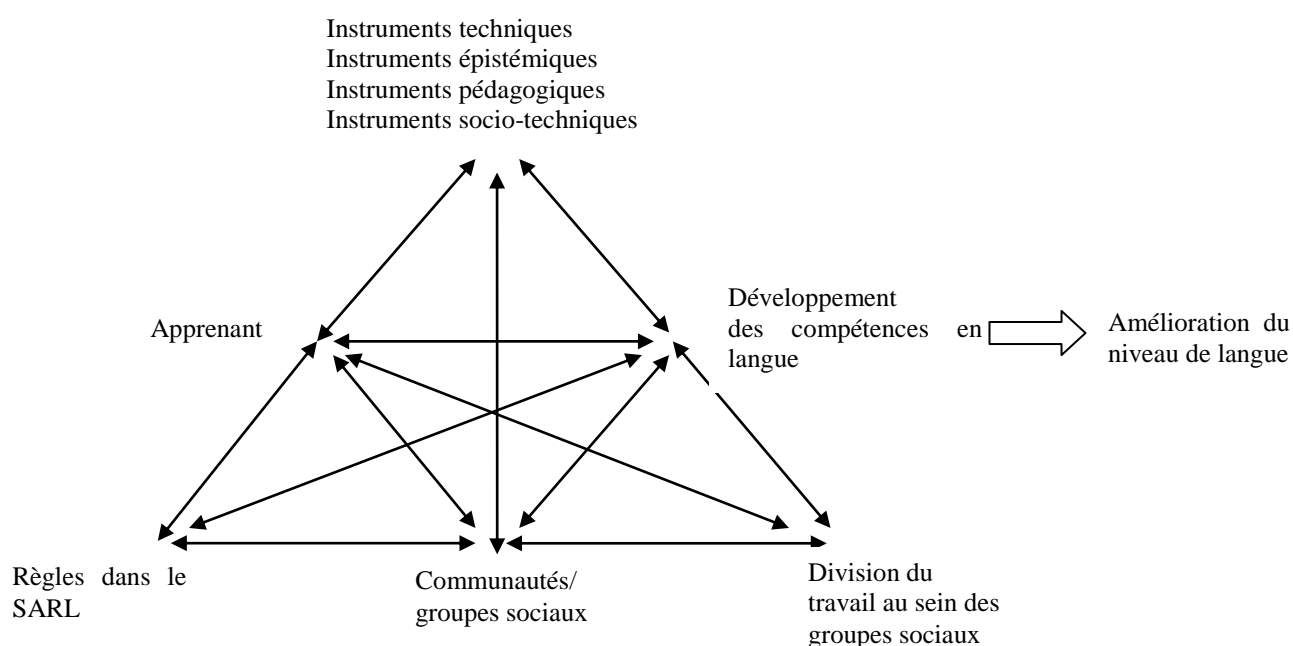 Instruments techniques
Instruments épistémiques
Instruments pédagogiques
Instruments socio-techniques
Apprenant
Développement
des compétences en
langue
Amélioration du
niveau de langue
Règles dans le
SARL
Communautés/
groupes sociaux
Division du
travail au sein des
groupes sociaux